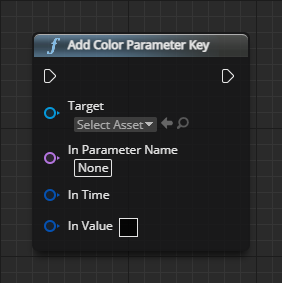 f Add Color Parameter Key
Target
Select Asset
In Parameter Name
None
In Time
In Value